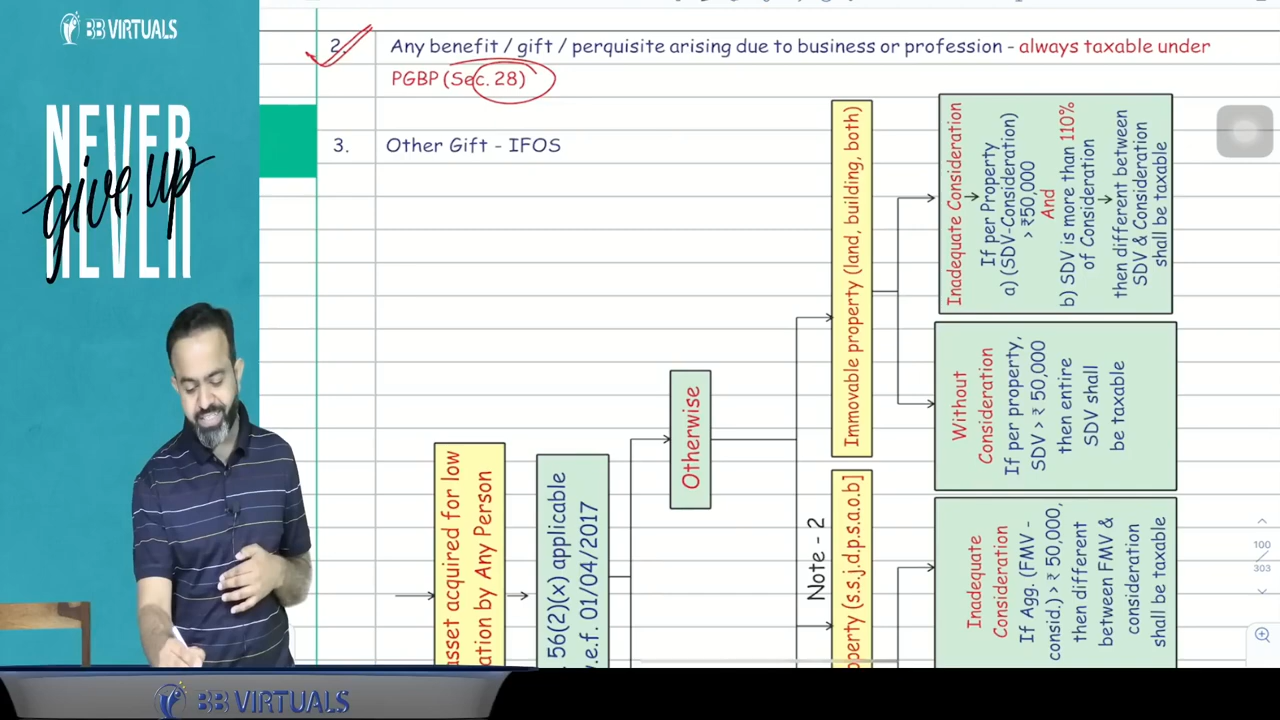 BB VIRTUALS
NEVER
give up
NEVER
2. Any benefit / gift / perquisite arising due to business or profession - always taxable under
PGBP (Sec. 28)
3. Other Gift - IFOS
asset acquired for low
ation by Any Person
56(2)(x) applicable
.e.f. 01/04/2017
Otherwise
Note - 2
Immovable property (land, building, both)
operty (s.s.j.d.p.s.a.o.b]
Inadequate Consideration
If per Property
a) (SDV-Consideration)
> ₹50,000
And
b) SDV is more than 110%
of Consideration
then different between
SDV & Consideration
shall be taxable
Without
Consideration
If per property,
SDV > ₹ 50,000
then entire
SDV shall
be taxable
Inadequate
Consideration
If Agg. (FMV -
consid.) > ₹ 50,000,
then different
between FMV &
consideration
shall be taxable
100
303
BB VIRTUALS